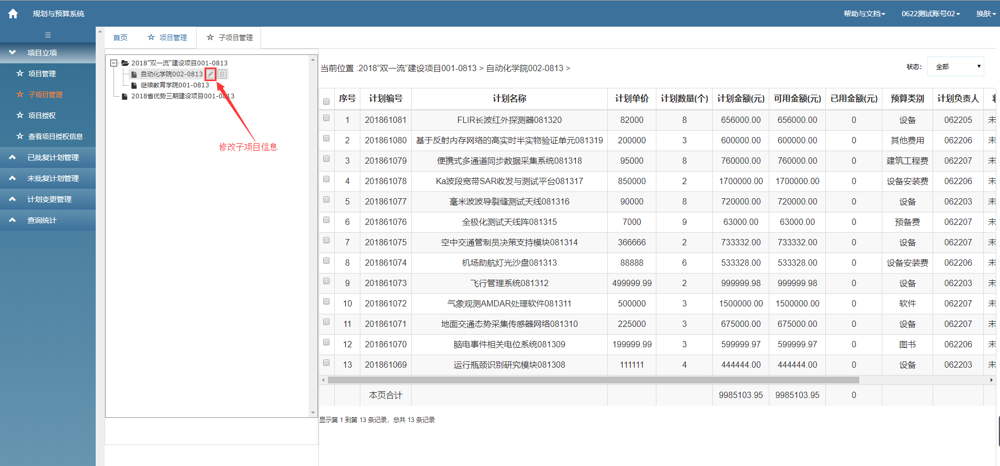 规划与预算系统 帮助与文档 0622测试账号02 换肤
首页 项目管理 子项目管理
项目立项
项目管理
子项目管理
项目授权
查看项目授权信息
已批复计划管理
未批复计划管理
计划变更管理
查询统计
2018”双一流“建设项目001-0813
自动化学院002-0813
继续教育学院001-0813
2018省优势三期建设项目001-0813
修改子项目信息
当前位置 :2018”双一流“建设项目001-0813 > 自动化学院002-0813 >
状态: 全部
序号 计划编号 计划名称 计划单价 计划数量(个) 计划金额(元) 可用金额(元) 已用金额(元) 预算类别 计划负责人
1 201861081 FLIR长波红外探测器081320 82000 8 656000.00 656000.00 0 设备 062205 未
2 201861080 基于反射内存网络的高实时半实物验证单元081319 200000 3 600000.00 600000.00 0 其他费用 062206 未
3 201861079 便携式多通道同步数据采集系统081318 95000 8 760000.00 760000.00 0 建筑工程费 062207 未
4 201861078 Ka波段宽带SAR收发与测试平台081317 850000 2 1700000.00 1700000.00 0 设备安装费 062206 未
5 201861077 毫米波波导裂缝测试天线081316 90000 8 720000.00 720000.00 0 设备 062203 未
6 201861076 全极化测试天线阵081315 7000 9 63000.00 63000.00 0 预备费 062207 未
7 201861075 空中交通管制员决策支持模块081314 366666 2 733332.00 733332.00 0 设备 062207 未
8 201861074 机场助航灯光沙盘081313 88888 6 533328.00 533328.00 0 设备安装费 062206 未
9 201861073 飞行管理系统081312 499999.99 2 999999.98 999999.98 0 设备 062203 未
10 201861072 气象观测AMDAR处理软件081311 500000 3 1500000.00 1500000.00 0 软件 062207 未
11 201861071 地面交通态势采集传感器网络081310 225000 3 675000.00 675000.00 0 设备 062207 未
12 201861070 脑电事件相关电位系统081309 199999.99 3 599999.97 599999.97 0 图书 062206 未
13 201861069 运行瓶颈识别研究模块081308 111111 4 444444.00 444444.00 0 设备 062203 未
本页合计 9985103.95 9985103.95 0
显示第 1 到第 13 条记录，总共 13 条记录